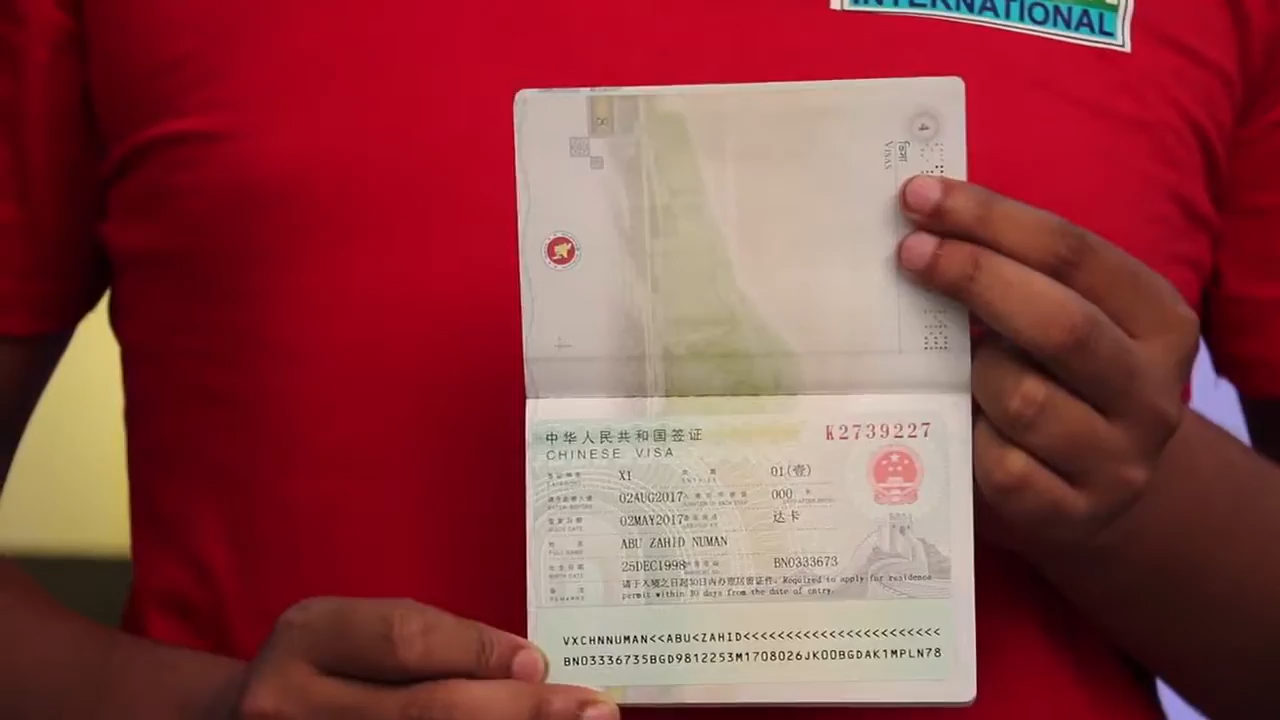 INTERNATIONAL
4
ভিসা
VISAS
中华人民共和国签证
K2739227
CHINESE VISA
X1 01(壹)
02AUG2017 000
02MAY2017 达卡
ABU ZAHID NUMAN
25DEC1998 BN0333673
请于入境之日起30日内办理居留证件。Required to apply for residence
permit within 30 days from the date of entry.
VXCHNNUMAN<<ABU<ZAHID<<<<<<<<<<<<<<<<<<<<<<<
BN03336735BGD9812253M1708026JK00BGDAK1MPLN78